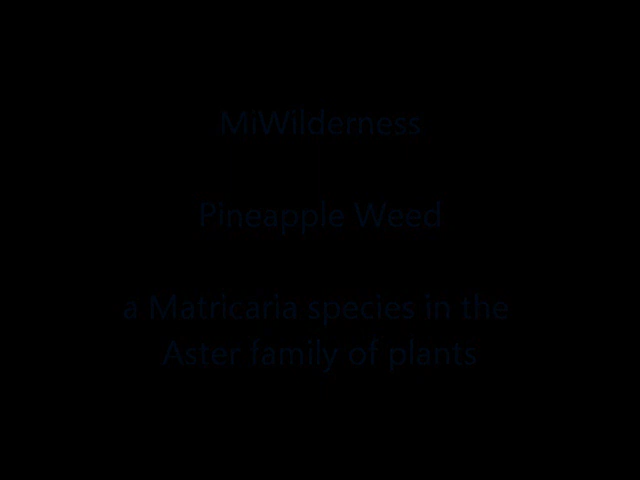 MiWilderness
Pineapple Weed
a Matricaria species in the
Aster family of plants